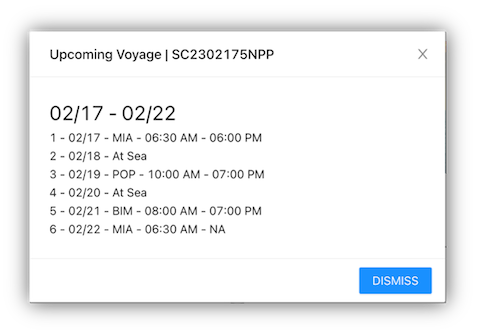 Upcoming Voyage | SC2302175NPP
02/17 - 02/22
1 - 02/17 - MIA - 06:30 AM - 06:00 PM
2 - 02/18 - At Sea
3 - 02/19 - POP - 10:00 AM - 07:00 PM
4 - 02/20 - At Sea
5 - 02/21 - BIM - 08:00 AM - 07:00 PM
6 - 02/22 - MIA - 06:30 AM - NA
DISMISS